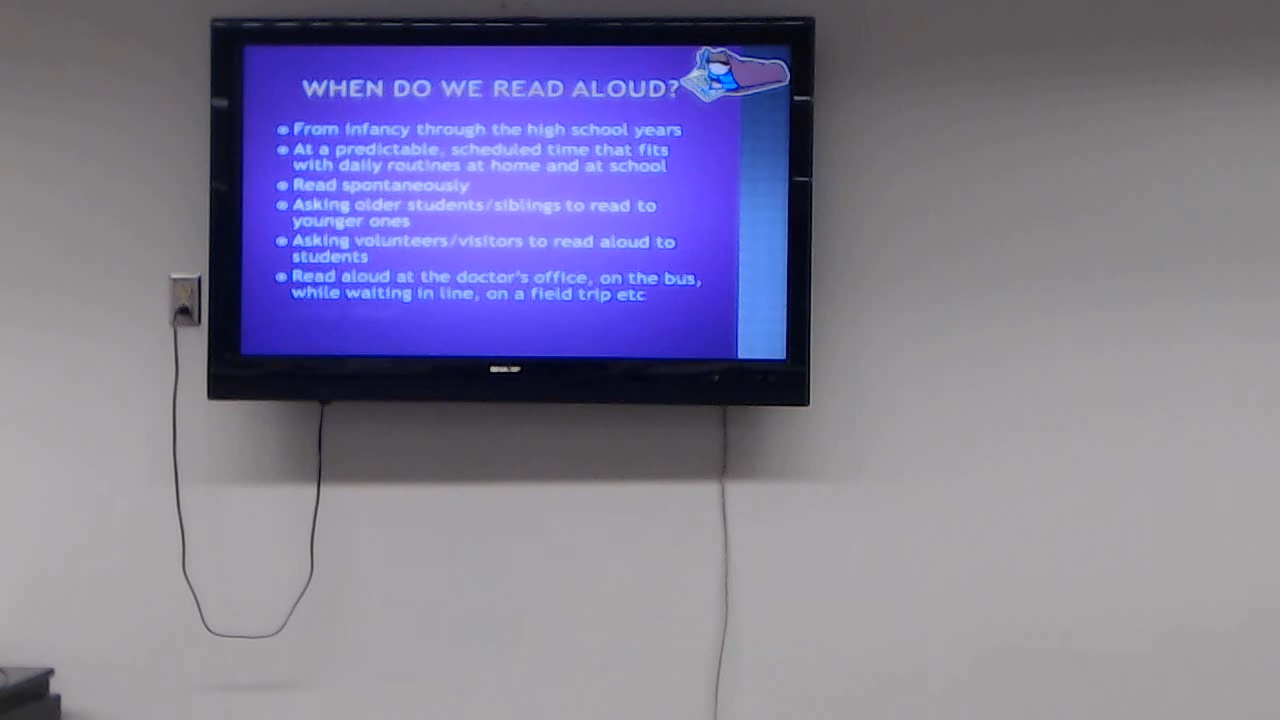 WHEN DO WE READ ALOUD?
From infancy through the high school years
At a predictable, scheduled time that fits
with daily routines at home and at school
Read spontaneously
Asking older students/siblings to read to
younger ones
Asking volunteers/visitors to read aloud to
students
Read aloud at the doctor's office, on the bus,
while waiting in line, on a field trip etc
SHARP